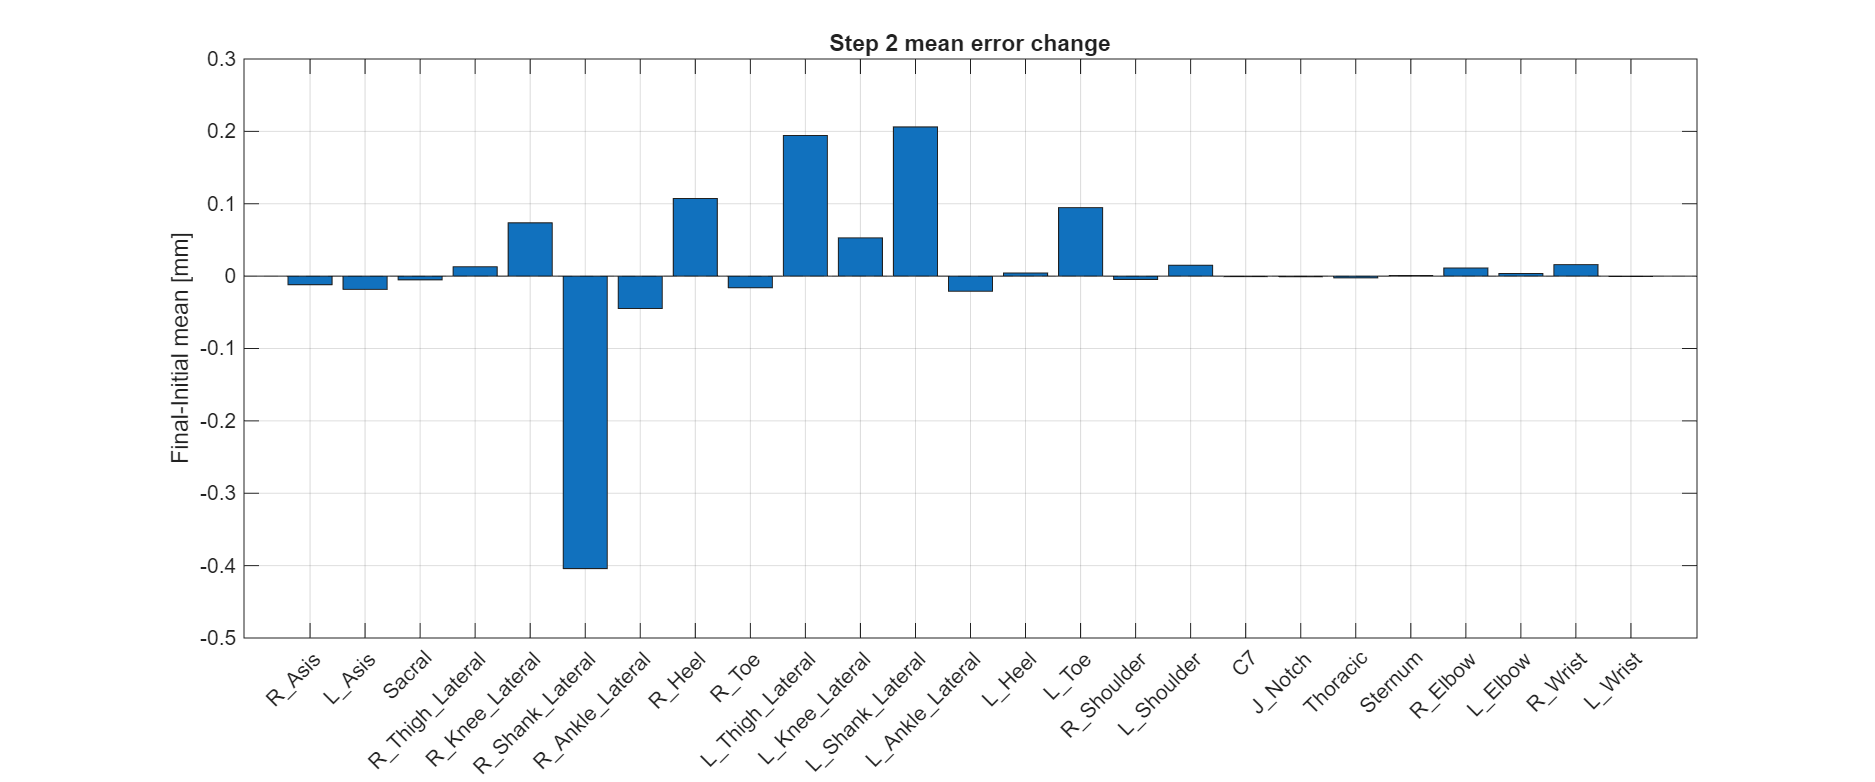 Step 2 mean error change
Final-Initial mean [mm]
0.3
0.2
0.1
0
-0.1
-0.2
-0.3
-0.4
-0.5
R_Asis
L_Asis
Sacral
R_Thigh_Lateral
R_Knee_Lateral
R_Shank_Lateral
R_Ankle_Lateral
R_Heel
R_Toe
L_Thigh_Lateral
L_Knee_Lateral
L_Shank_Lateral
L_Ankle_Lateral
L_Heel
L_Toe
R_Shoulder
L_Shoulder
C7
J_Notch
Thoracic
Sternum
R_Elbow
L_Elbow
R_Wrist
L_Wrist